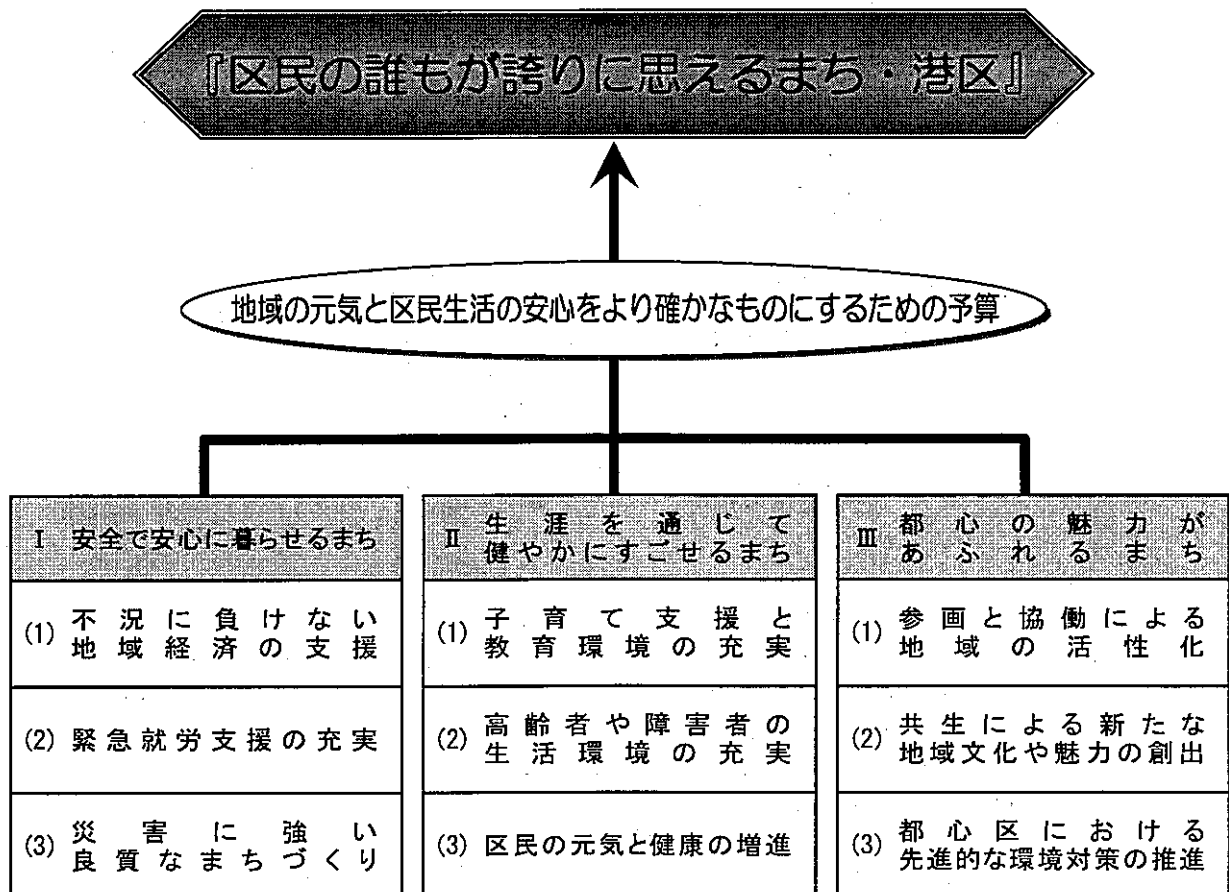 『区民の誰もが誇りに思えるまち・港区』
地域の元気と区民生活の安心をより確かなものにするための予算
Ⅰ 安全で安心に暮らせるまち
(1) 不況に負けない
地域経済の支援
(2) 緊急就労支援の充実
(3) 災害に強い
良質なまちづくり
Ⅱ 生涯を通じて
健やかにすごせるまち
(1) 子育て支援と
教育環境の充実
(2) 高齢者や障害者の
生活環境の充実
(3) 区民の元気と健康の増進
Ⅲ 都心の魅力が
あふれるまち
(1) 参画と協働による
地域の活性化
(2) 共生による新たな
地域文化や魅力の創出
(3) 都心区における
先進的な環境対策の推進